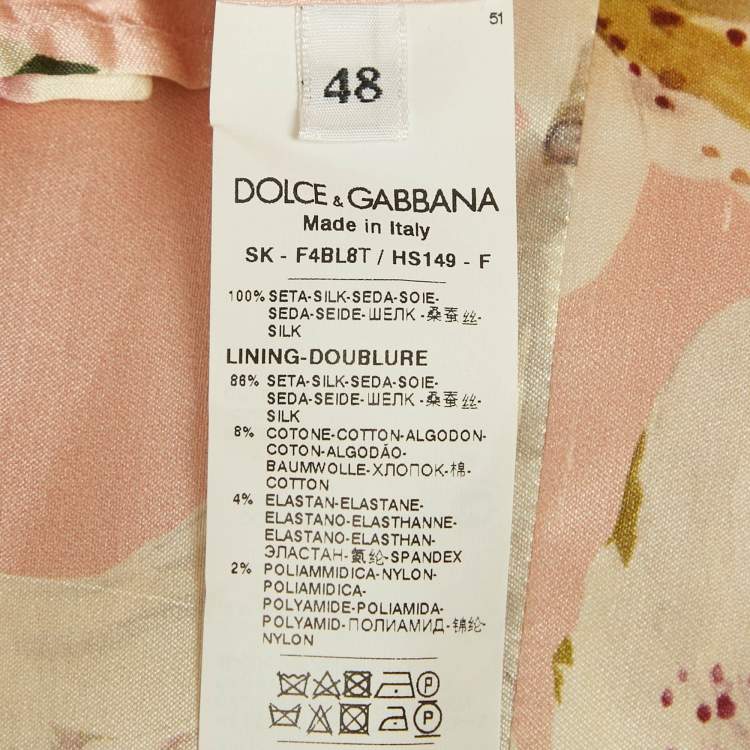 51
48
DOLCE & GABBANA
Made in Italy
SK - F4BL8T / HS149 - F
100% SETA-SILK-SEDA-SOIE-
SEDA-SEIDE-ШЕЛК-桑蚕丝-
SILK
LINING-DOUBLURE
86% SETA-SILK-SEDA-SOIE-
SEDA-SEIDE-ШЕЛК-桑蚕丝-
SILK
8% COTONE-COTTON-ALGODON-
COTON-ALGODÃO-
BAUMWOLLE-ХЛОПОК-棉-
COTTON
4% ELASTAN-ELASTANE-
ELASTANO-ELASTHANNE-
ELASTANO-ELASTHAN-
ЭЛАСТАН-氨纶-SPANDEX
2% POLIAMMIDICA-NYLON-
POLIAMIDICA-
POLYAMIDE-POLIAMIDA-
POLYAMID-ПОЛИАМИД-锦纶-
NYLON
P
P